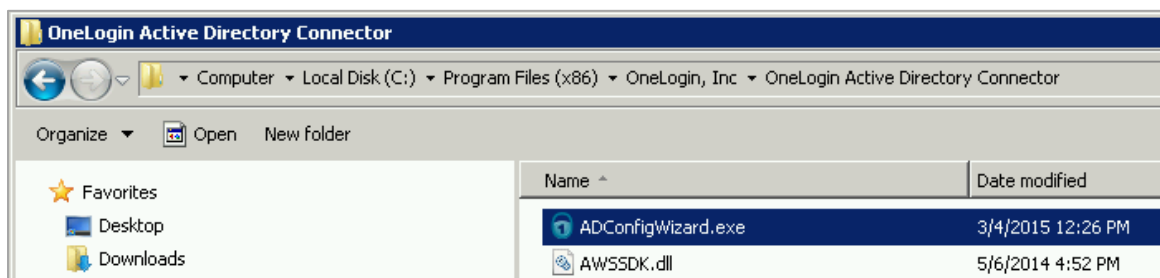 OneLogin Active Directory Connector
Computer Local Disk (C:) Program Files (x86) OneLogin, Inc OneLogin Active Directory Connector
Organize Open New folder
Name Date modified
Favorites
Desktop ADConfigWizard.exe 3/4/2015 12:26 PM
Downloads AWSSDK.dll 5/6/2014 4:52 PM